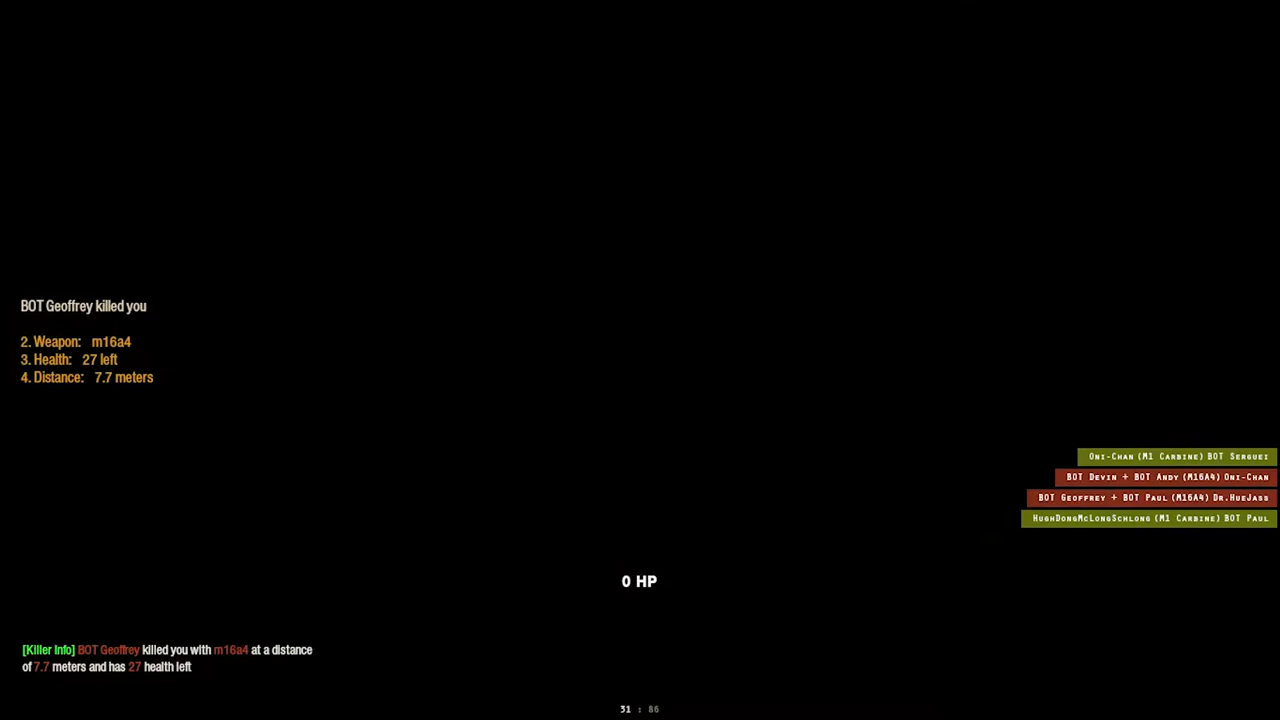 BOT Geoffrey killed you
2. Weapon: m16a4
3. Health: 27 left
4. Distance: 7.7 meters
Oni-Chan (M1 Carbine) BOT Serguei
BOT Devin + BOT Andy (M16A4) Oni-Chan
BOT Geoffrey + BOT Paul (M16A4) Dr.HueJass
HughDongMcLongSchlong (M1 Carbine) BOT Paul
0 HP
[Killer Info] BOT Geoffrey killed you with m16a4 at a distance
of 7.7 meters and has 27 health left
31 : 86